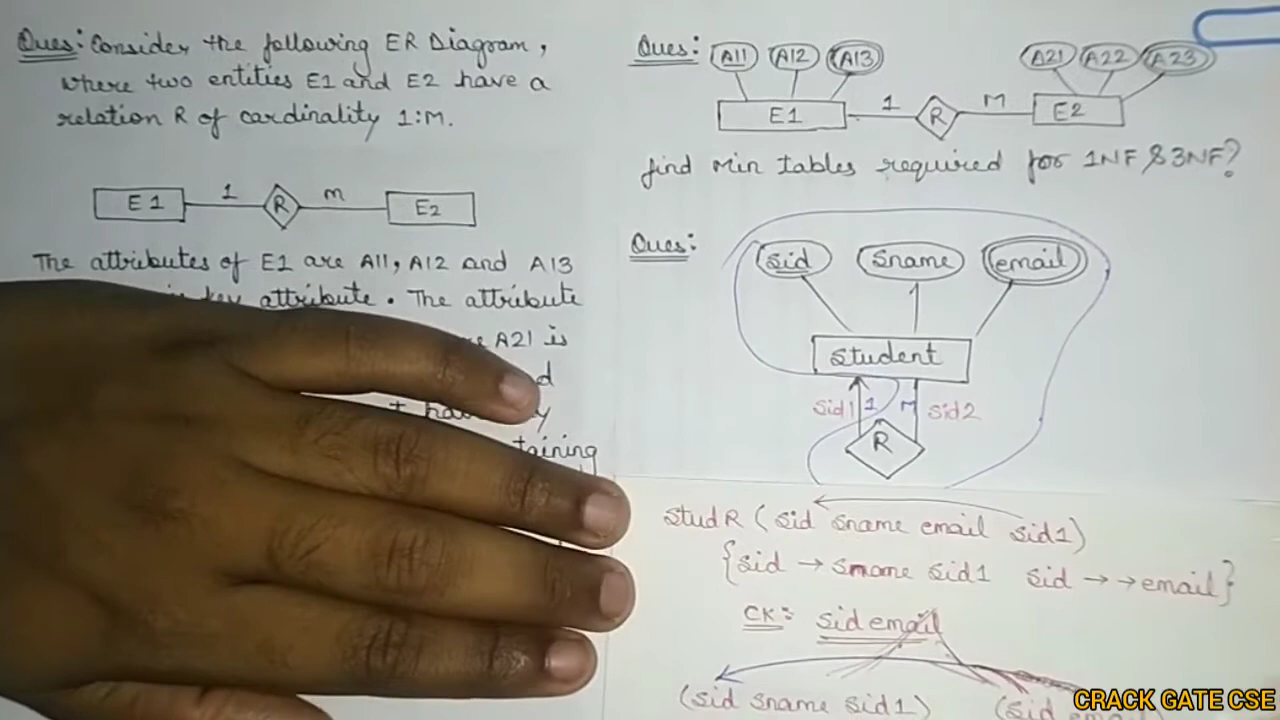 Ques: Consider the following ER Diagram,
where two entities E1 and E2 have a
relation R of cardinality 1:M.
E1 1 R m E2
The attributes of E1 are A11, A12 and A13
key attribute. The attribute
A21 is
taining
Ques: A11 A12 A13 A21 A22 A23
E1 1 R M E2
find Min tables required for 1NF & 3NF?
Ques:
sid Sname email
Student
sid1 1 M sid2
R
StudR (sid sname email sid1)
{sid → sname sid1 sid →→ email}
CK: sid email
(sid sname sid1) (sid email
CRACK GATE CSE